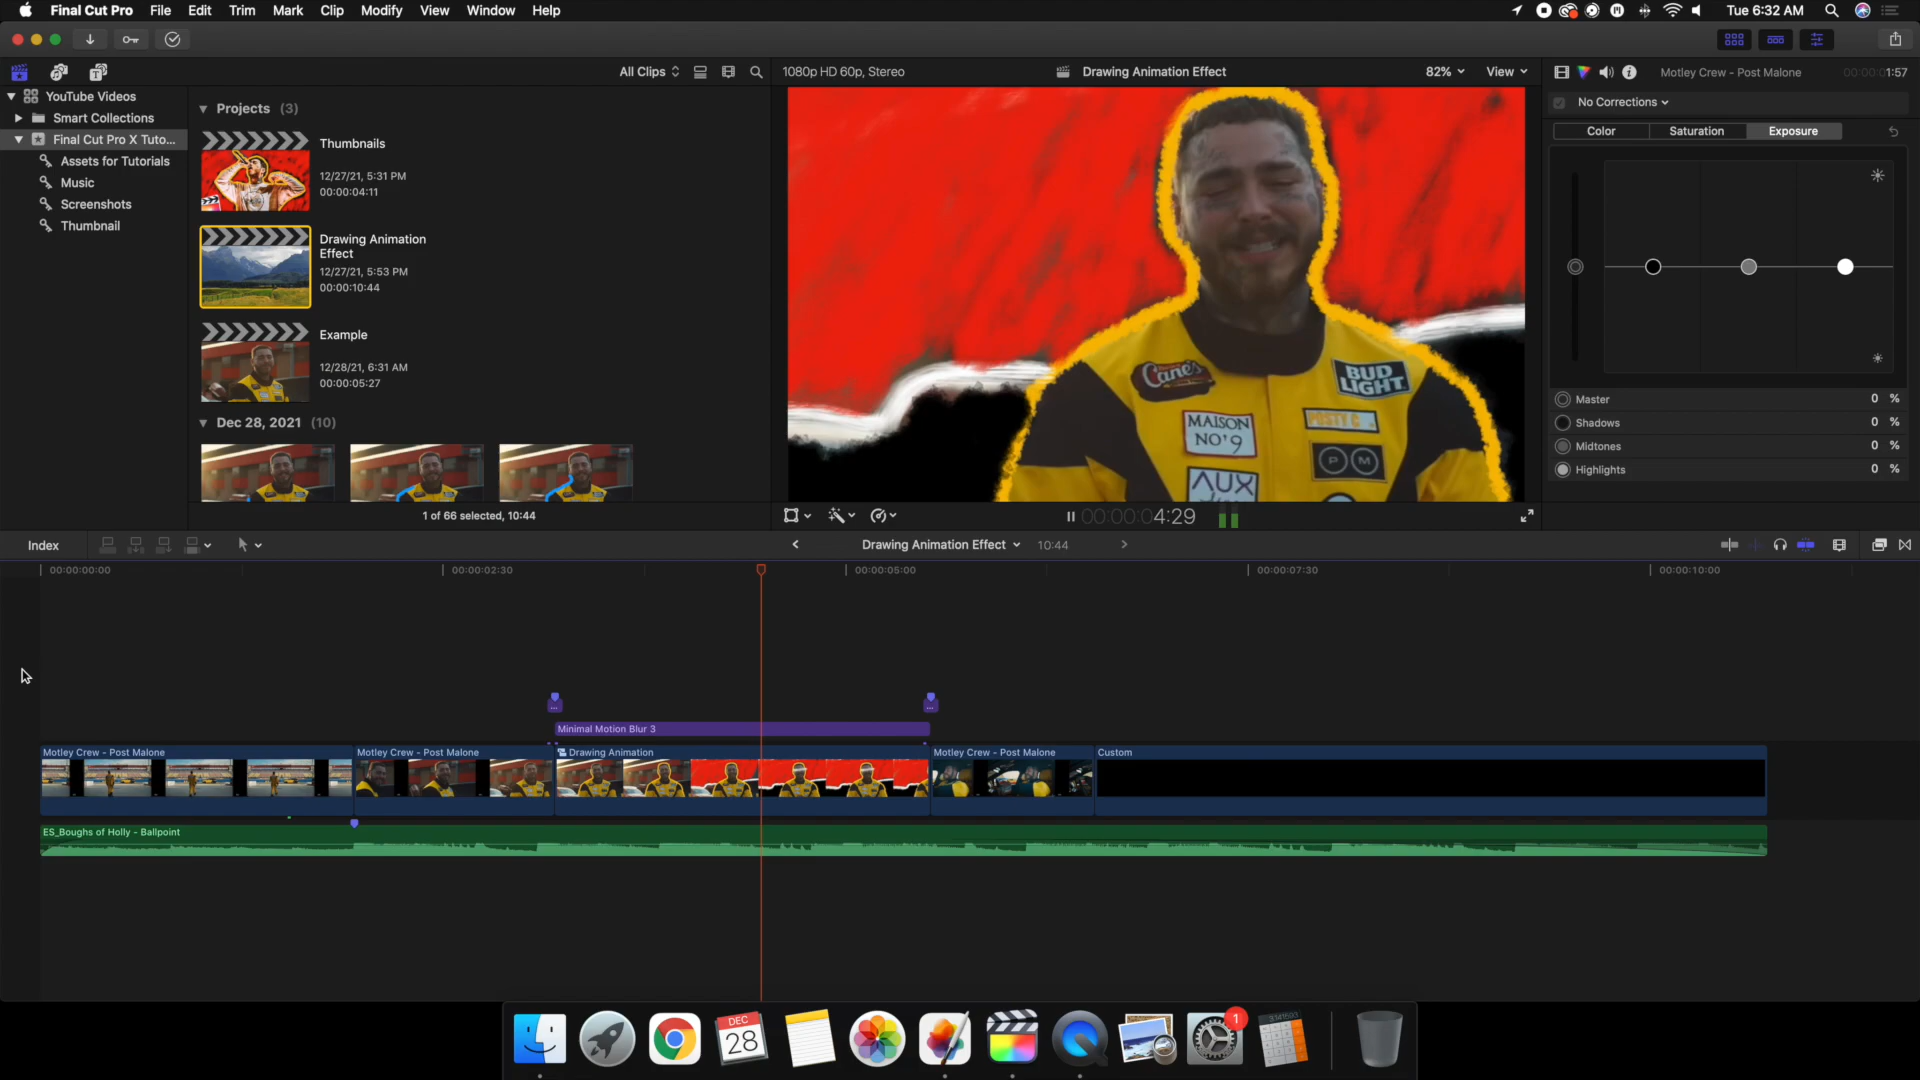 Final Cut Pro File Edit Trim Mark Clip Modify View Window Help
Tue 6:32 AM
All Clips
1080p HD 60p, Stereo
Drawing Animation Effect
82%
View
Motley Crew - Post Malone
00:00:01:57
YouTube Videos
Smart Collections
Final Cut Pro X Tuto...
Assets for Tutorials
Music
Screenshots
Thumbnail
Projects (3)
Thumbnails
12/27/21, 5:31 PM
00:00:04:11
Drawing Animation
Effect
12/27/21, 5:53 PM
00:00:10:44
Example
12/28/21, 6:31 AM
00:00:05:27
Dec 28, 2021 (10)
1 of 66 selected, 10:44
Cane's
BUD
LIGHT
MAISON
NO'9
POSTY C
PM
AUX
00:00:04:29
No Corrections
Color Saturation Exposure
Master 0 %
Shadows 0 %
Midtones 0 %
Highlights 0 %
Index
Drawing Animation Effect
10:44
00:00:00:00
00:00:02:30
00:00:05:00
00:00:07:30
00:00:10:00
...
...
Minimal Motion Blur 3
Motley Crew - Post Malone
Motley Crew - Post Malone
Drawing Animation
Motley Crew - Post Malone
Custom
ES_Boughs of Holly - Ballpoint
DEC
28
1